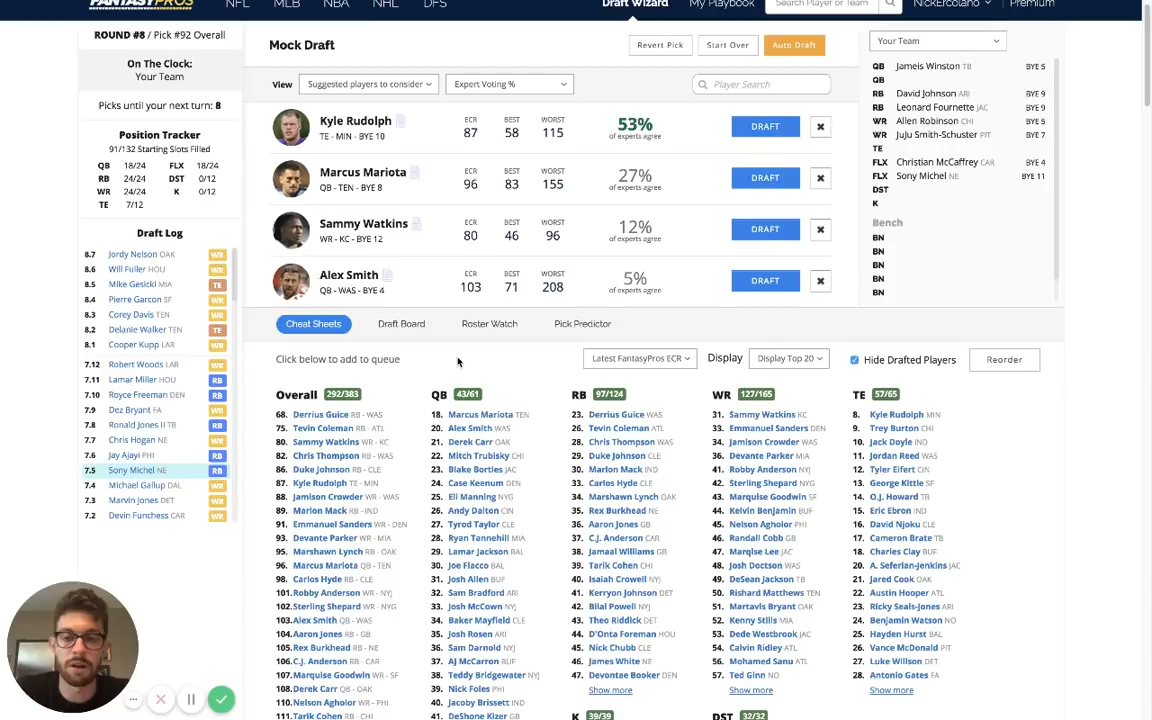 FANTASYPROS NFL MLB NBA NHL DFS Draft Wizard My Playbook Search Player or Team NickErcolano Premium
ROUND #8 / Pick #92 Overall
On The Clock:
Your Team
Picks until your next turn: 8
Position Tracker
91/132 Starting Slots Filled
QB 18/24 FLX 18/24
RB 24/24 DST 0/12
WR 24/24 K 0/12
TE 7/12
Draft Log
8.7 Jordy Nelson OAK WR
8.6 Will Fuller HOU WR
8.5 Mike Gesicki MIA TE
8.4 Pierre Garcon SF WR
8.3 Corey Davis TEN WR
8.2 Delanie Walker TEN TE
8.1 Cooper Kupp LAR WR
7.12 Robert Woods LAR WR
7.11 Lamar Miller HOU RB
7.10 Royce Freeman DEN RB
7.9 Dez Bryant FA WR
7.8 Ronald Jones II TB RB
7.7 Chris Hogan NE WR
7.6 Jay Ajayi PHI RB
7.5 Sony Michel NE RB
7.4 Michael Gallup DAL WR
7.3 Marvin Jones DET WR
7.2 Devin Funchess CAR WR
Mock Draft
Revert Pick Start Over Auto Draft
View Suggested players to consider Expert Voting % Player Search
Kyle Rudolph ECR BEST WORST 53% DRAFT
TE - MIN - BYE 10 87 58 115 of experts agree
Marcus Mariota ECR BEST WORST 27% DRAFT
QB - TEN - BYE 8 96 83 155 of experts agree
Sammy Watkins ECR BEST WORST 12% DRAFT
WR - KC - BYE 12 80 46 96 of experts agree
Alex Smith ECR BEST WORST 5% DRAFT
QB - WAS - BYE 4 103 71 208 of experts agree
Your Team
QB Jameis Winston TB BYE 5
QB
RB David Johnson ARI BYE 9
RB Leonard Fournette JAC BYE 9
WR Allen Robinson CHI BYE 5
WR JuJu Smith-Schuster PIT BYE 7
TE
FLX Christian McCaffrey CAR BYE 4
FLX Sony Michel NE BYE 11
DST
K
Bench
BN
BN
BN
BN
BN
Cheat Sheets Draft Board Roster Watch Pick Predictor
Click below to add to queue Latest FantasyPros ECR Display Display Top 20 Hide Drafted Players Reorder
Overall 292/383
68. Derrius Guice RB - WAS
75. Tevin Coleman RB - ATL
80. Sammy Watkins WR - KC
82. Chris Thompson RB - WAS
86. Duke Johnson RB - CLE
87. Kyle Rudolph TE - MIN
88. Jamison Crowder WR - WAS
89. Marlon Mack RB - IND
91. Emmanuel Sanders WR - DEN
93. Devante Parker WR - MIA
95. Marshawn Lynch RB - OAK
96. Marcus Mariota QB - TEN
98. Carlos Hyde RB - CLE
101. Robby Anderson WR - NYJ
102. Sterling Shepard WR - NYG
103. Alex Smith QB - WAS
104. Aaron Jones RB - GB
105. Rex Burkhead RB - NE
106. C.J. Anderson RB - CAR
107. Marquise Goodwin WR - SF
108. Derek Carr QB - OAK
110. Nelson Agholor WR - PHI
111. Tarik Cohen RB - CHI
QB 43/61
18. Marcus Mariota TEN
20. Alex Smith WAS
21. Derek Carr OAK
22. Mitch Trubisky CHI
23. Blake Bortles JAC
24. Case Keenum DEN
25. Eli Manning NYG
26. Andy Dalton CIN
27. Tyrod Taylor CLE
28. Ryan Tannehill MIA
29. Lamar Jackson BAL
30. Joe Flacco BAL
31. Josh Allen BUF
32. Sam Bradford ARI
33. Josh McCown NYJ
34. Baker Mayfield CLE
35. Josh Rosen ARI
36. Sam Darnold NYJ
37. AJ McCarron BUF
38. Teddy Bridgewater NYJ
39. Nick Foles PHI
40. Jacoby Brissett IND
41. DeShone Kizer GB
RB 97/124
23. Derrius Guice WAS
26. Tevin Coleman ATL
28. Chris Thompson WAS
29. Duke Johnson CLE
30. Marlon Mack IND
33. Carlos Hyde CLE
34. Marshawn Lynch OAK
35. Rex Burkhead NE
36. Aaron Jones GB
37. C.J. Anderson CAR
38. Jamaal Williams GB
39. Tarik Cohen CHI
40. Isaiah Crowell NYJ
41. Kerryon Johnson DET
42. Bilal Powell NYJ
43. Theo Riddick DET
44. D'Onta Foreman HOU
45. Nick Chubb CLE
46. James White NE
47. Devontae Booker DEN
Show more
K 39/39
WR 127/165
31. Sammy Watkins KC
33. Emmanuel Sanders DEN
34. Jamison Crowder WAS
36. Devante Parker MIA
41. Robby Anderson NYJ
42. Sterling Shepard NYG
43. Marquise Goodwin SF
44. Kelvin Benjamin BUF
45. Nelson Agholor PHI
46. Randall Cobb GB
47. Marqise Lee JAC
48. Josh Doctson WAS
49. DeSean Jackson TB
50. Rishard Matthews TEN
51. Martavis Bryant OAK
52. Kenny Stills MIA
53. Dede Westbrook JAC
54. Calvin Ridley ATL
56. Mohamed Sanu ATL
57. Ted Ginn NO
Show more
DST 32/32
TE 57/65
8. Kyle Rudolph MIN
9. Trey Burton CHI
10. Jack Doyle IND
11. Jordan Reed WAS
12. Tyler Eifert CIN
13. George Kittle SF
14. O.J. Howard TB
15. Eric Ebron IND
16. David Njoku CLE
17. Cameron Brate TB
18. Charles Clay BUF
20. A. Seferian-Jenkins JAC
21. Jared Cook OAK
22. Austin Hooper ATL
23. Ricky Seals-Jones ARI
24. Benjamin Watson NO
25. Hayden Hurst BAL
26. Vance McDonald PIT
27. Luke Willson DET
28. Antonio Gates FA
Show more